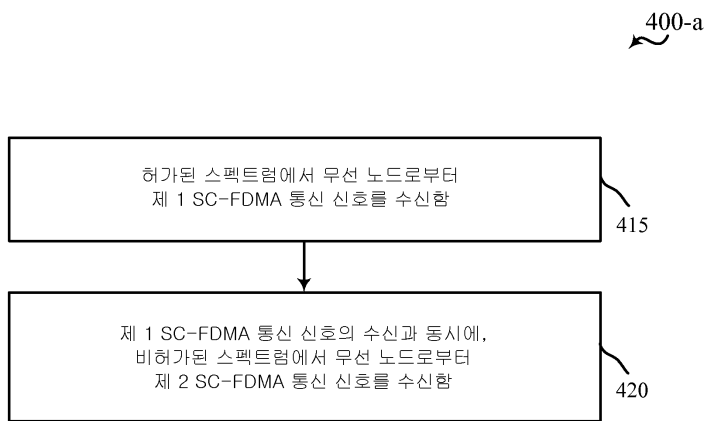 400-a
허가된 스펙트럼에서 무선 노드로부터
제 1 SC-FDMA 통신 신호를 수신함
415
제 1 SC-FDMA 통신 신호의 수신과 동시에,
비허가된 스펙트럼에서 무선 노드로부터
제 2 SC-FDMA 통신 신호를 수신함
420